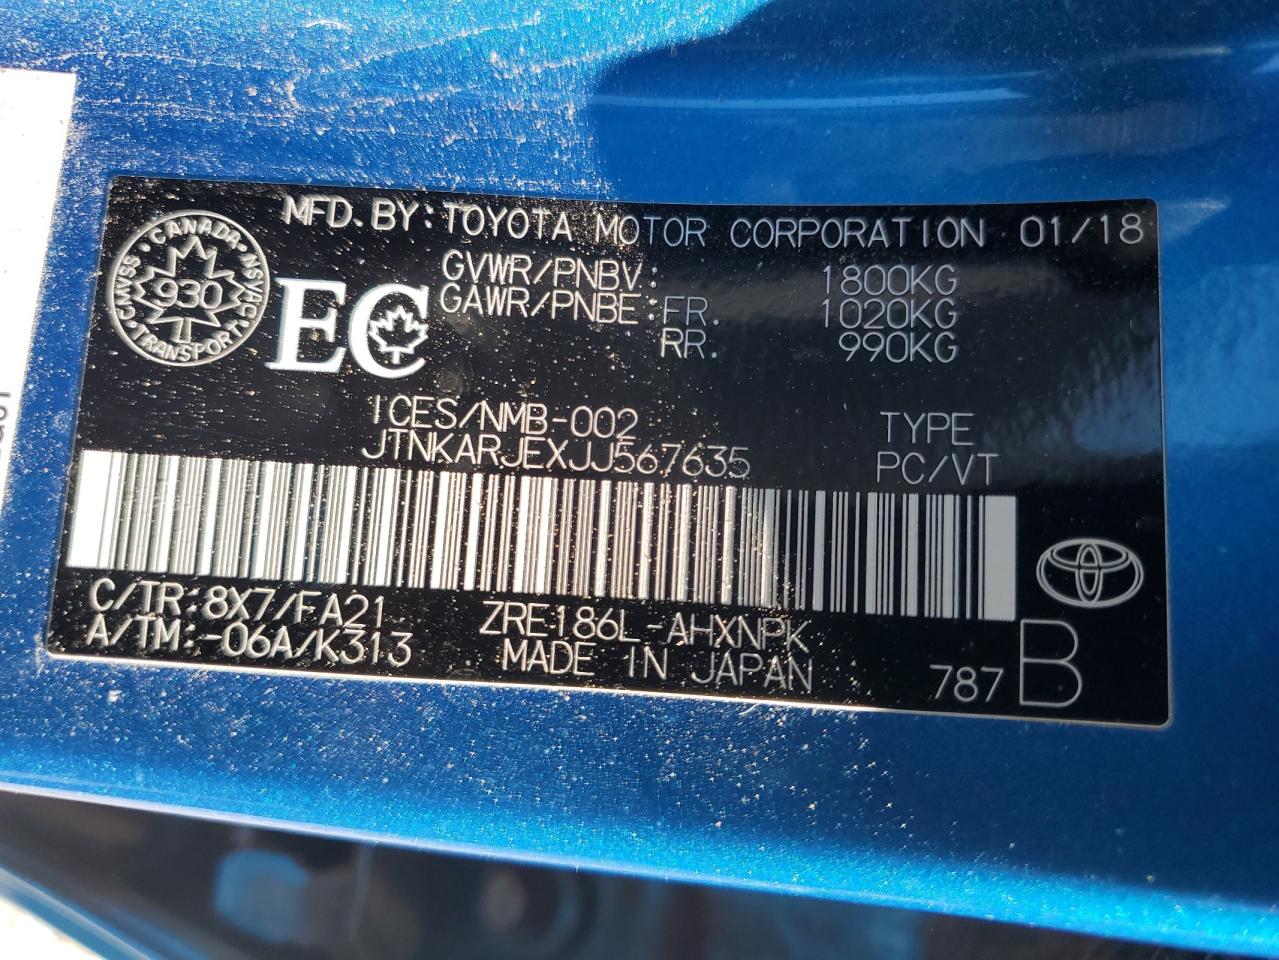 MFD. BY: TOYOTA MOTOR CORPORATION 01/18
CANADA
930
CMVSS NSVAC
TRANSPORT
EC
GVWR/PNBV: 1800KG
GAWR/PNBE: FR. 1020KG
RR. 990KG
ICES/NMB-002 TYPE
JTNKARJEXJJ567635 PC/VT
C/TR: 8X7/FA21 ZRE186L-AHXNPK
A/TM: -06A/K313 MADE IN JAPAN 787 B